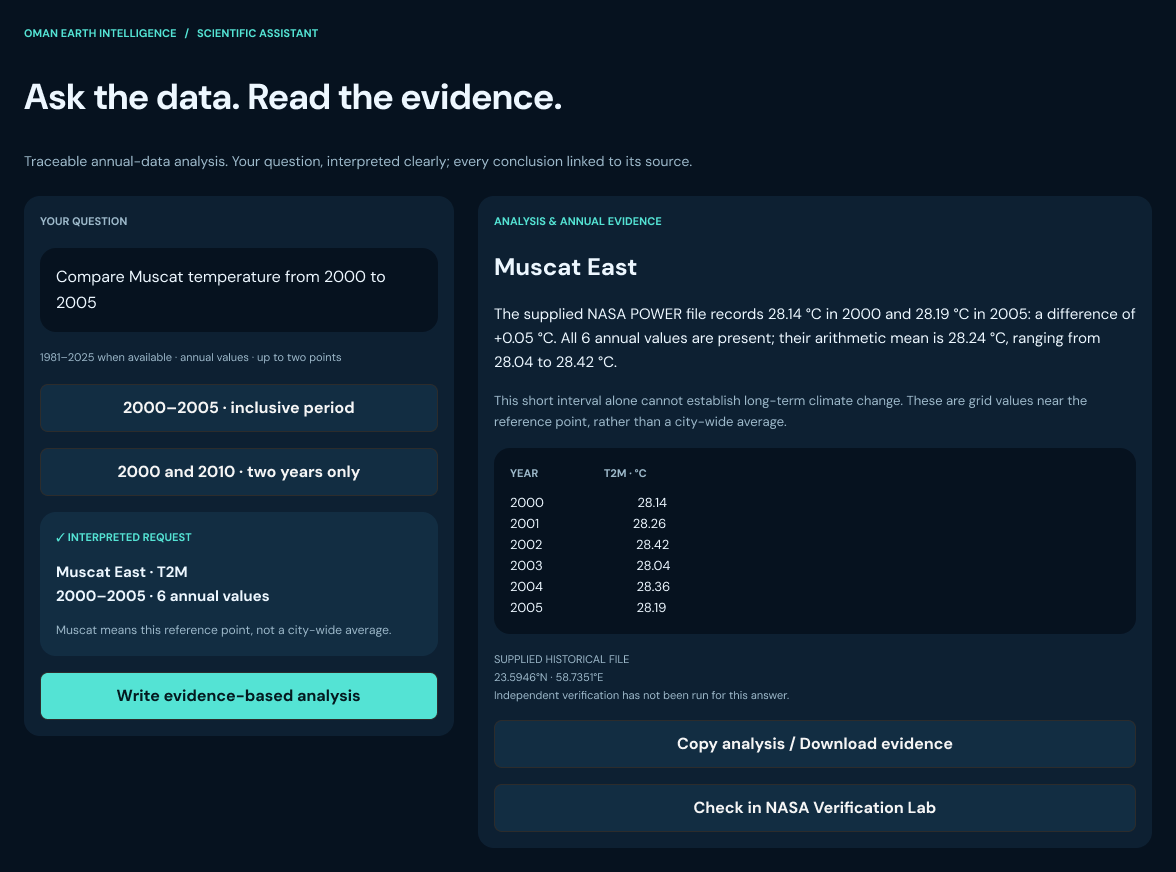 OMAN EARTH INTELLIGENCE / SCIENTIFIC ASSISTANT
Ask the data. Read the evidence.
Traceable annual-data analysis. Your question, interpreted clearly; every conclusion linked to its source.
YOUR QUESTION
Compare Muscat temperature from 2000 to
2005
1981–2025 when available · annual values · up to two points
2000–2005 · inclusive period
2000 and 2010 · two years only
✓ INTERPRETED REQUEST
Muscat East · T2M
2000–2005 · 6 annual values
Muscat means this reference point, not a city-wide average.
Write evidence-based analysis
ANALYSIS & ANNUAL EVIDENCE
Muscat East
The supplied NASA POWER file records 28.14 °C in 2000 and 28.19 °C in 2005: a difference of
+0.05 °C. All 6 annual values are present; their arithmetic mean is 28.24 °C, ranging from
28.04 to 28.42 °C.
This short interval alone cannot establish long-term climate change. These are grid values near the
reference point, rather than a city-wide average.
YEAR T2M · °C
2000 28.14
2001 28.26
2002 28.42
2003 28.04
2004 28.36
2005 28.19
SUPPLIED HISTORICAL FILE
23.5946°N · 58.7351°E
Independent verification has not been run for this answer.
Copy analysis / Download evidence
Check in NASA Verification Lab